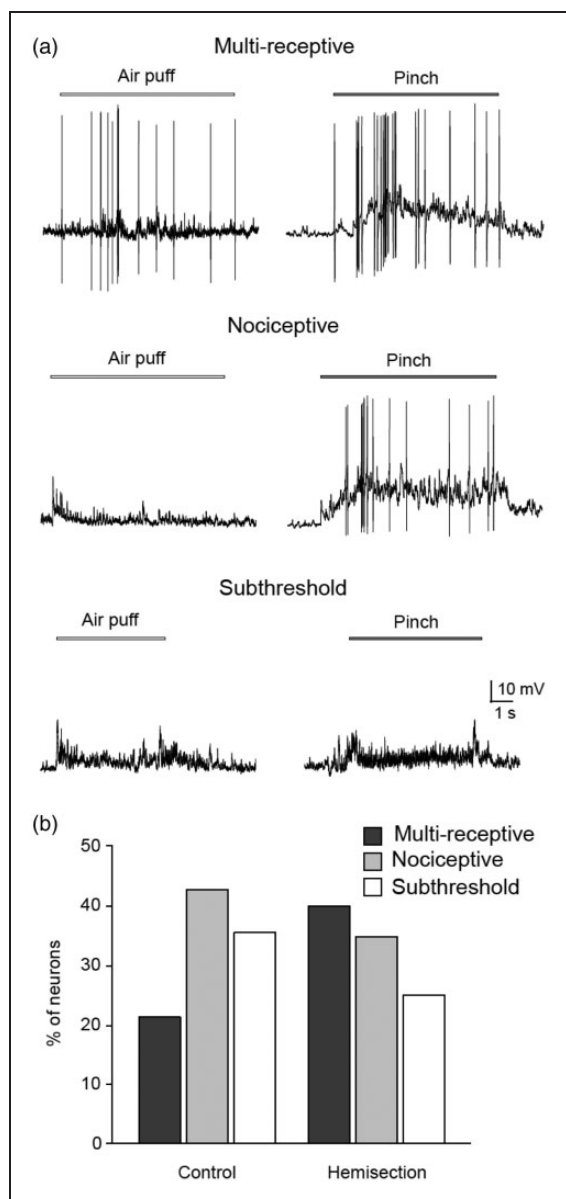 (a)
Multi-receptive
Air puff
Pinch
Nociceptive
Air puff
Pinch
Subthreshold
Air puff
Pinch
10 mV
1 s
(b)
50
40
30
20
10
0
% of neurons
Multi-receptive
Nociceptive
Subthreshold
Control
Hemisection